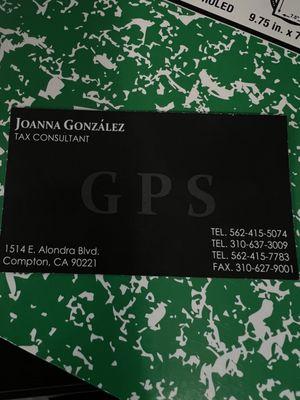 RULED
9.75 in. x 7
JOANNA GONZÁLEZ
TAX CONSULTANT
GPS
1514 E. Alondra Blvd.
Compton, CA 90221
TEL. 562-415-5074
TEL. 310-637-3009
TEL. 562-415-7783
FAX. 310-627-9001